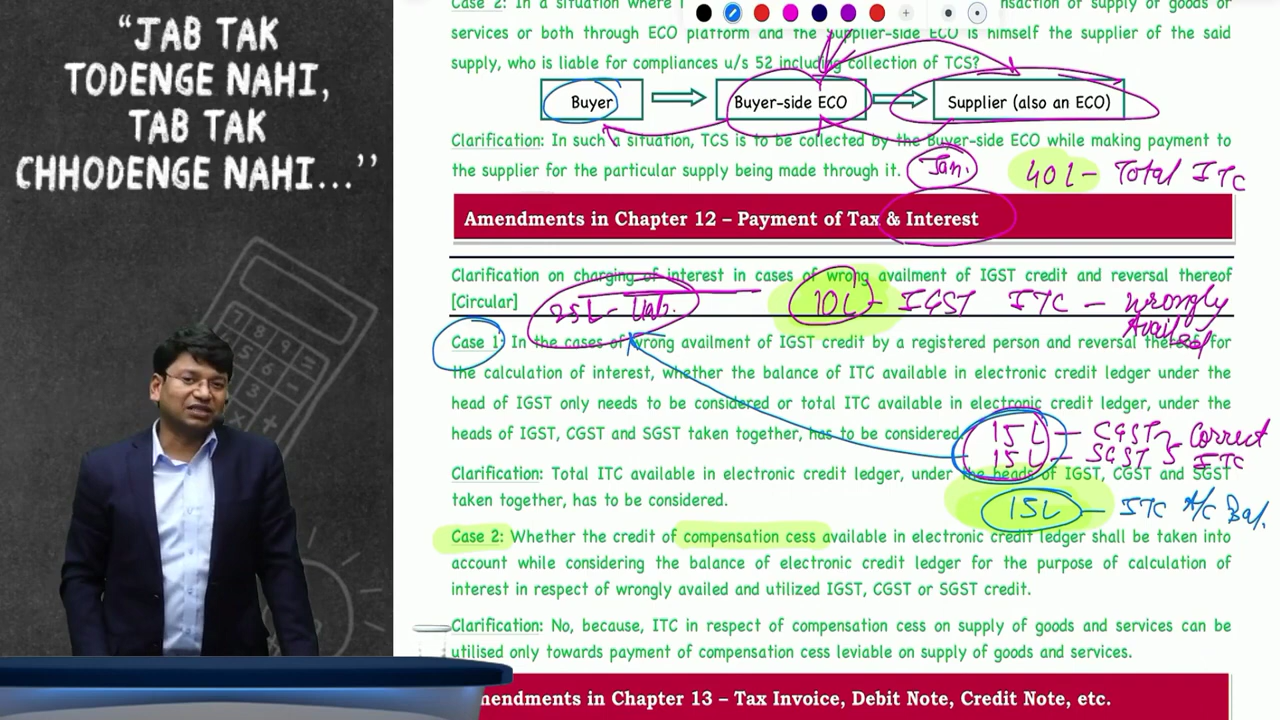 “JAB TAK
TODENGE NAHI,
TAB TAK
CHHODENGE NAHI...’’
Case 2: In a situation where nsaction of supply of goods or
services or both through ECO platform and the supplier-side ECO is himself the supplier of the said
supply, who is liable for compliances u/s 52 including collection of TCS?
Buyer
Buyer-side ECO
Supplier (also an ECO)
Clarification: In such a situation, TCS is to be collected by the Buyer-side ECO while making payment to
the supplier for the particular supply being made through it.
Jan.
40L - Total ITC
Amendments in Chapter 12 – Payment of Tax & Interest
Clarification on charging of interest in cases of wrong availment of IGST credit and reversal thereof
[Circular]
25L - Liab.
10L - IGST ITC - Wrongly
Availed
Case 1: In the cases of wrong availment of IGST credit by a registered person and reversal thereof for
the calculation of interest, whether the balance of ITC available in electronic credit ledger under the
head of IGST only needs to be considered or total ITC available in electronic credit ledger, under the
heads of IGST, CGST and SGST taken together, has to be considered.
15L - CGST Correct
15L - SGST ITC
Clarification: Total ITC available in electronic credit ledger, under the heads of IGST, CGST and SGST
taken together, has to be considered.
15L - ITC A/c Bal.
Case 2: Whether the credit of compensation cess available in electronic credit ledger shall be taken into
account while considering the balance of electronic credit ledger for the purpose of calculation of
interest in respect of wrongly availed and utilized IGST, CGST or SGST credit.
Clarification: No, because, ITC in respect of compensation cess on supply of goods and services can be
utilised only towards payment of compensation cess leviable on supply of goods and services.
mendments in Chapter 13 – Tax Invoice, Debit Note, Credit Note, etc.